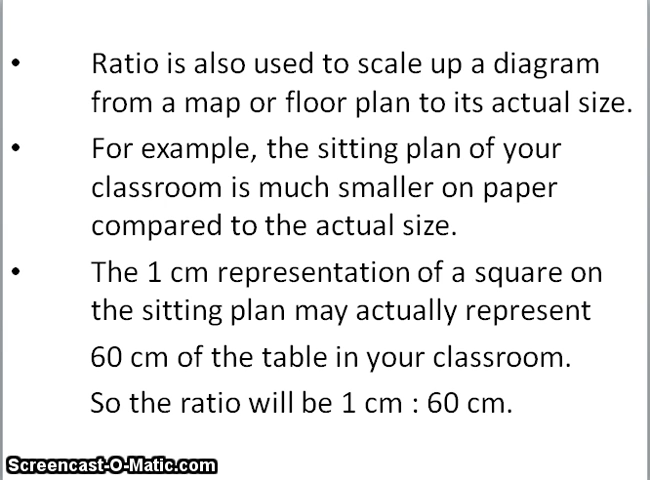 • Ratio is also used to scale up a diagram
from a map or floor plan to its actual size.
• For example, the sitting plan of your
classroom is much smaller on paper
compared to the actual size.
• The 1 cm representation of a square on
the sitting plan may actually represent
60 cm of the table in your classroom.
So the ratio will be 1 cm : 60 cm.
Screencast-O-Matic.com